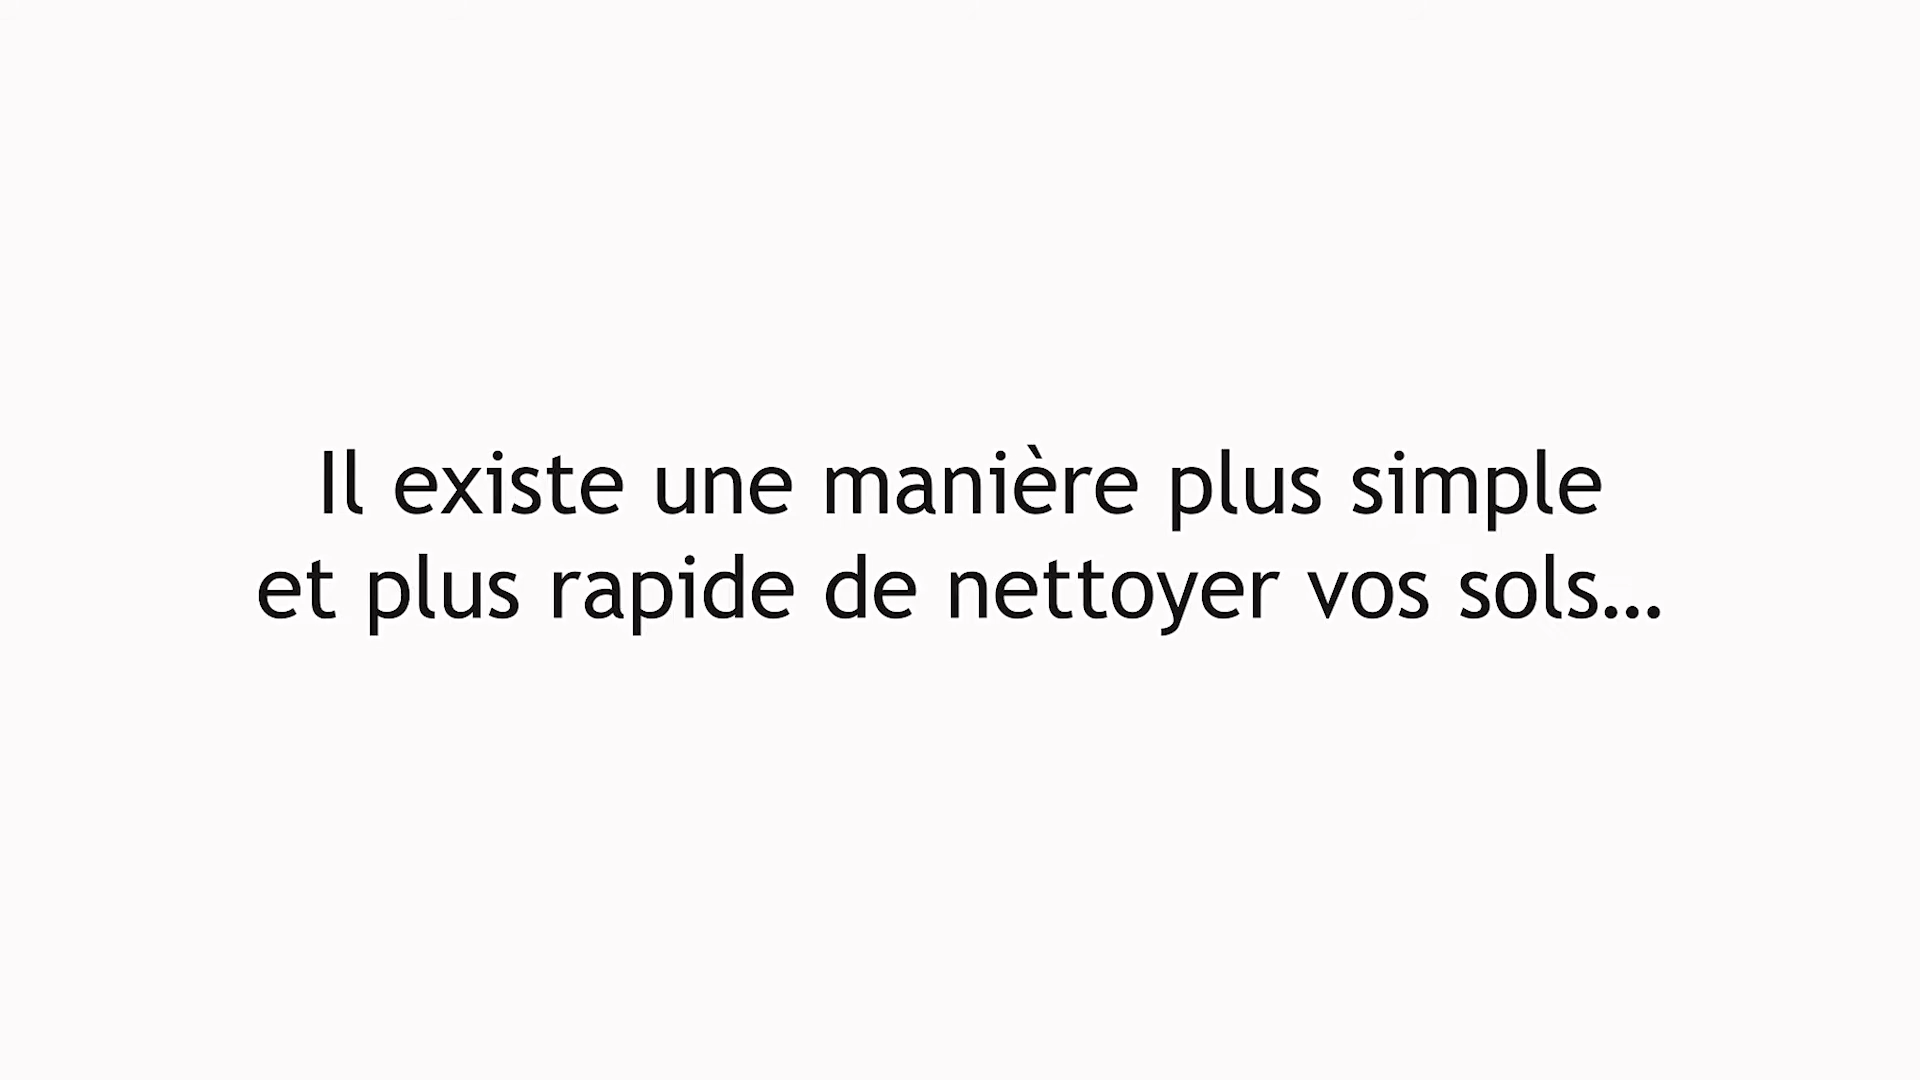 Il existe une manière plus simple
et plus rapide de nettoyer vos sols...